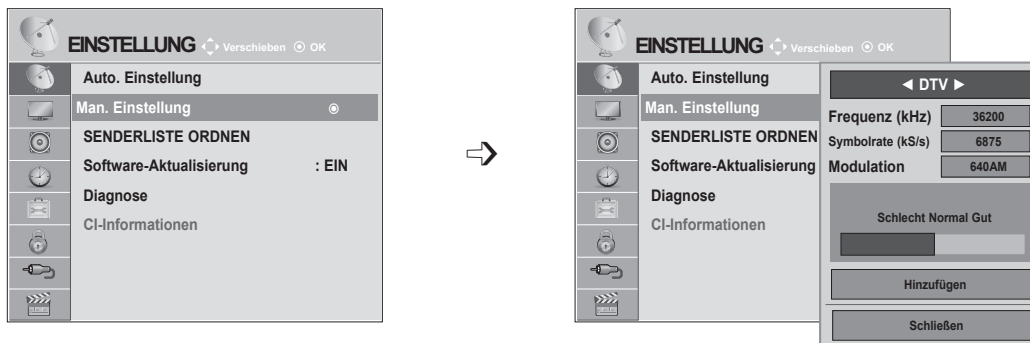 EINSTELLUNG Verschieben OK
Auto. Einstellung
Man. Einstellung
SENDERLISTE ORDNEN
Software-Aktualisierung : EIN
Diagnose
CI-Informationen
EINSTELLUNG Verschieben OK
Auto. Einstellung
Man. Einstellung
SENDERLISTE ORDNEN
Software-Aktualisierung
Diagnose
CI-Informationen
◀ DTV ▶
Frequenz (kHz) 36200
Symbolrate (kS/s) 6875
Modulation 640AM
Schlecht Normal Gut
Hinzufügen
Schließen